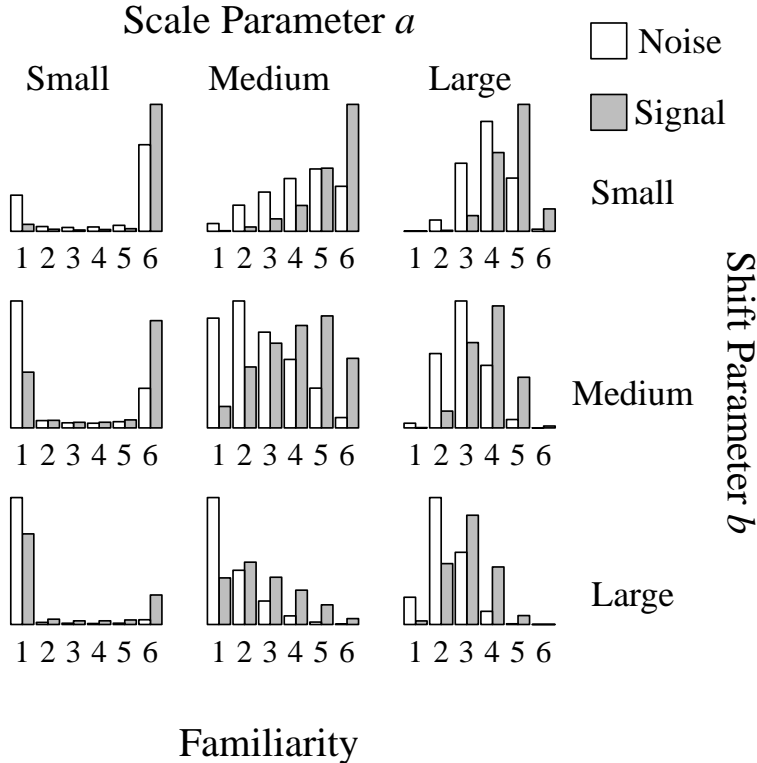 Scale Parameter a
Noise
Small Medium Large
Signal
Small
1 2 3 4 5 6 1 2 3 4 5 6 1 2 3 4 5 6
Shift Parameter b
Medium
1 2 3 4 5 6 1 2 3 4 5 6 1 2 3 4 5 6
Large
1 2 3 4 5 6 1 2 3 4 5 6 1 2 3 4 5 6
Familiarity